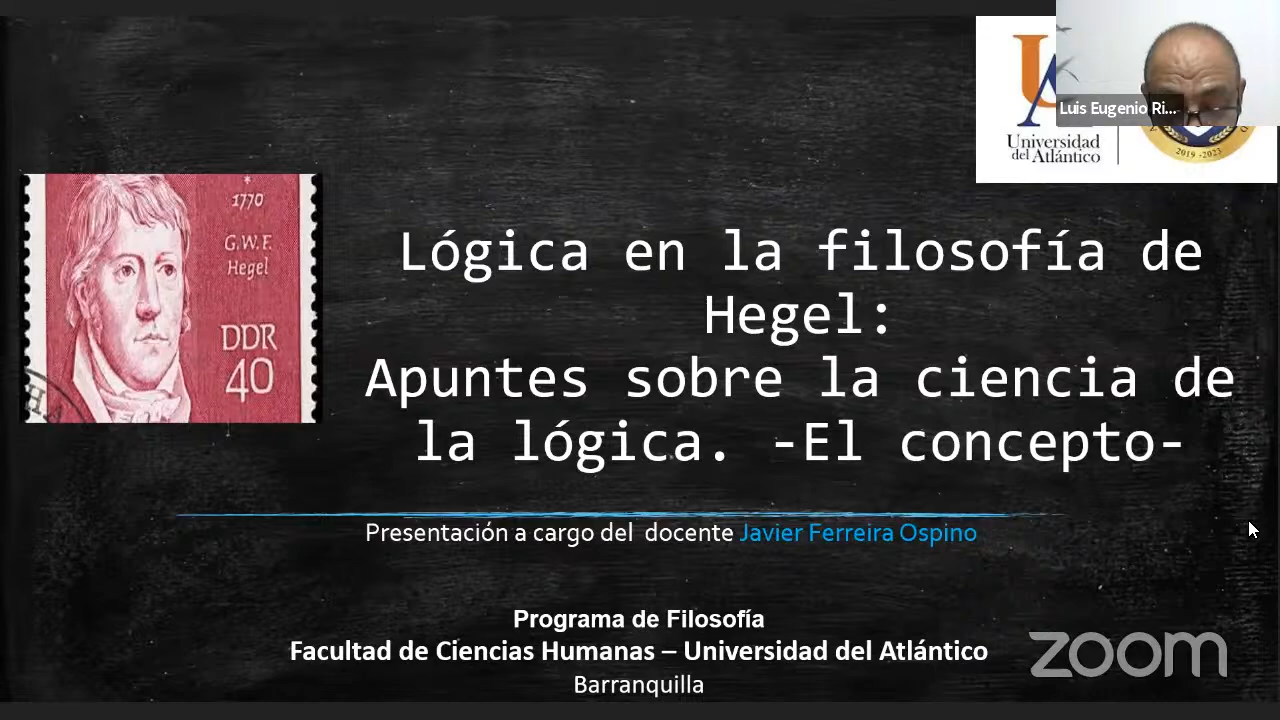 Luis Eugenio Ri...
Universidad
del Atlántico
2019 -2023
*
1770
G.W.F.
Hegel
DDR
40
HA
Lógica en la filosofía de
Hegel:
Apuntes sobre la ciencia de
la lógica. -El concepto-
Presentación a cargo del docente Javier Ferreira Ospino
Programa de Filosofía
Facultad de Ciencias Humanas – Universidad del Atlántico
Barranquilla
zoom